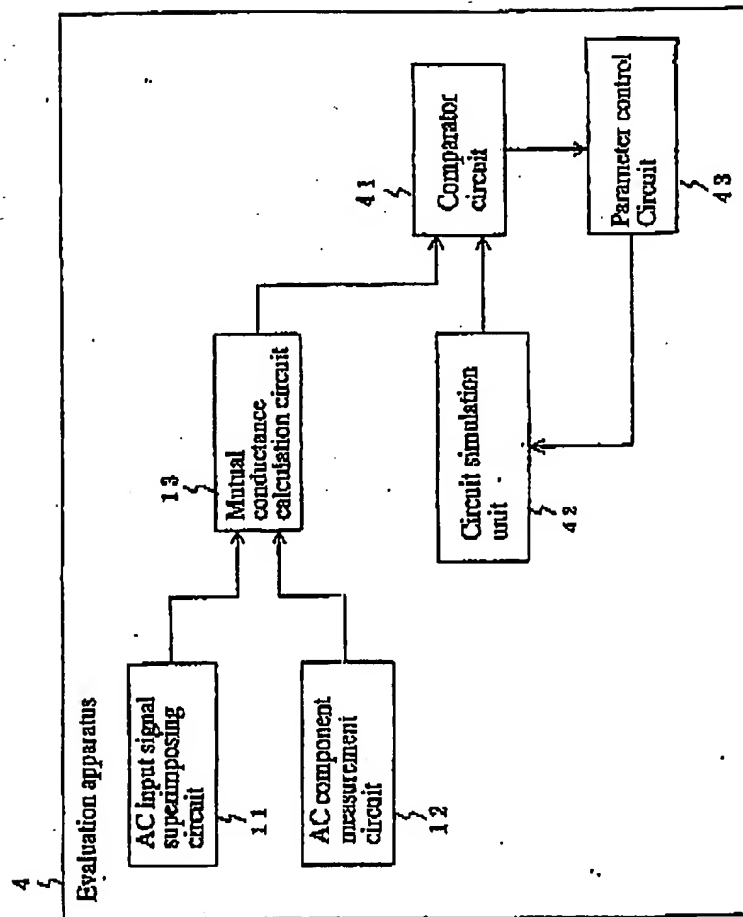 4
Evaluation apparatus
AC input signal
superimposing
circuit
11
AC component
measurement
circuit
12
13
Mutual
conductance
calculation circuit
Circuit simulation
unit
42
41
Comparator
circuit
Parameter control
Circuit
43